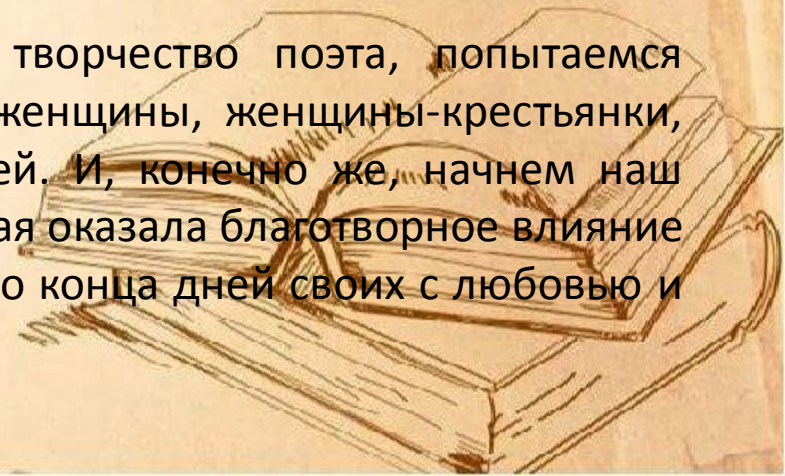 творчество поэта, попытаемся
женщины, женщины-крестьянки,
ей. И, конечно же, начнем наш
ая оказала благотворное влияние
о конца дней своих с любовью и